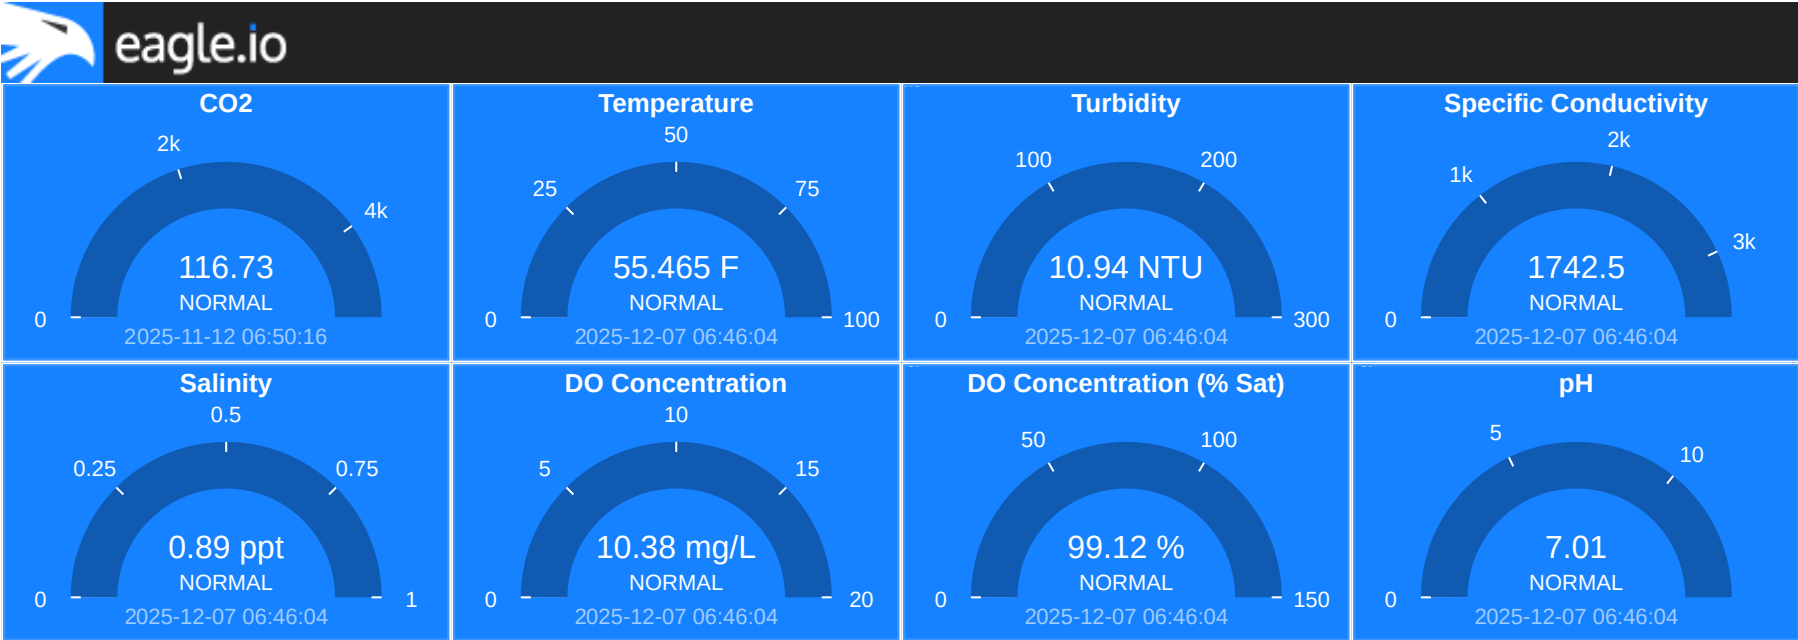 eagle.io
CO2
2k
4k
0
116.73
NORMAL
2025-11-12 06:50:16
Temperature
50
25
75
0
100
55.465 F
NORMAL
2025-12-07 06:46:04
Turbidity
100
200
0
300
10.94 NTU
NORMAL
2025-12-07 06:46:04
Specific Conductivity
2k
1k
3k
0
1742.5
NORMAL
2025-12-07 06:46:04
Salinity
0.5
0.25
0.75
0
1
0.89 ppt
NORMAL
2025-12-07 06:46:04
DO Concentration
10
5
15
0
20
10.38 mg/L
NORMAL
2025-12-07 06:46:04
DO Concentration (% Sat)
50
100
0
150
99.12 %
NORMAL
2025-12-07 06:46:04
pH
5
10
0
7.01
NORMAL
2025-12-07 06:46:04